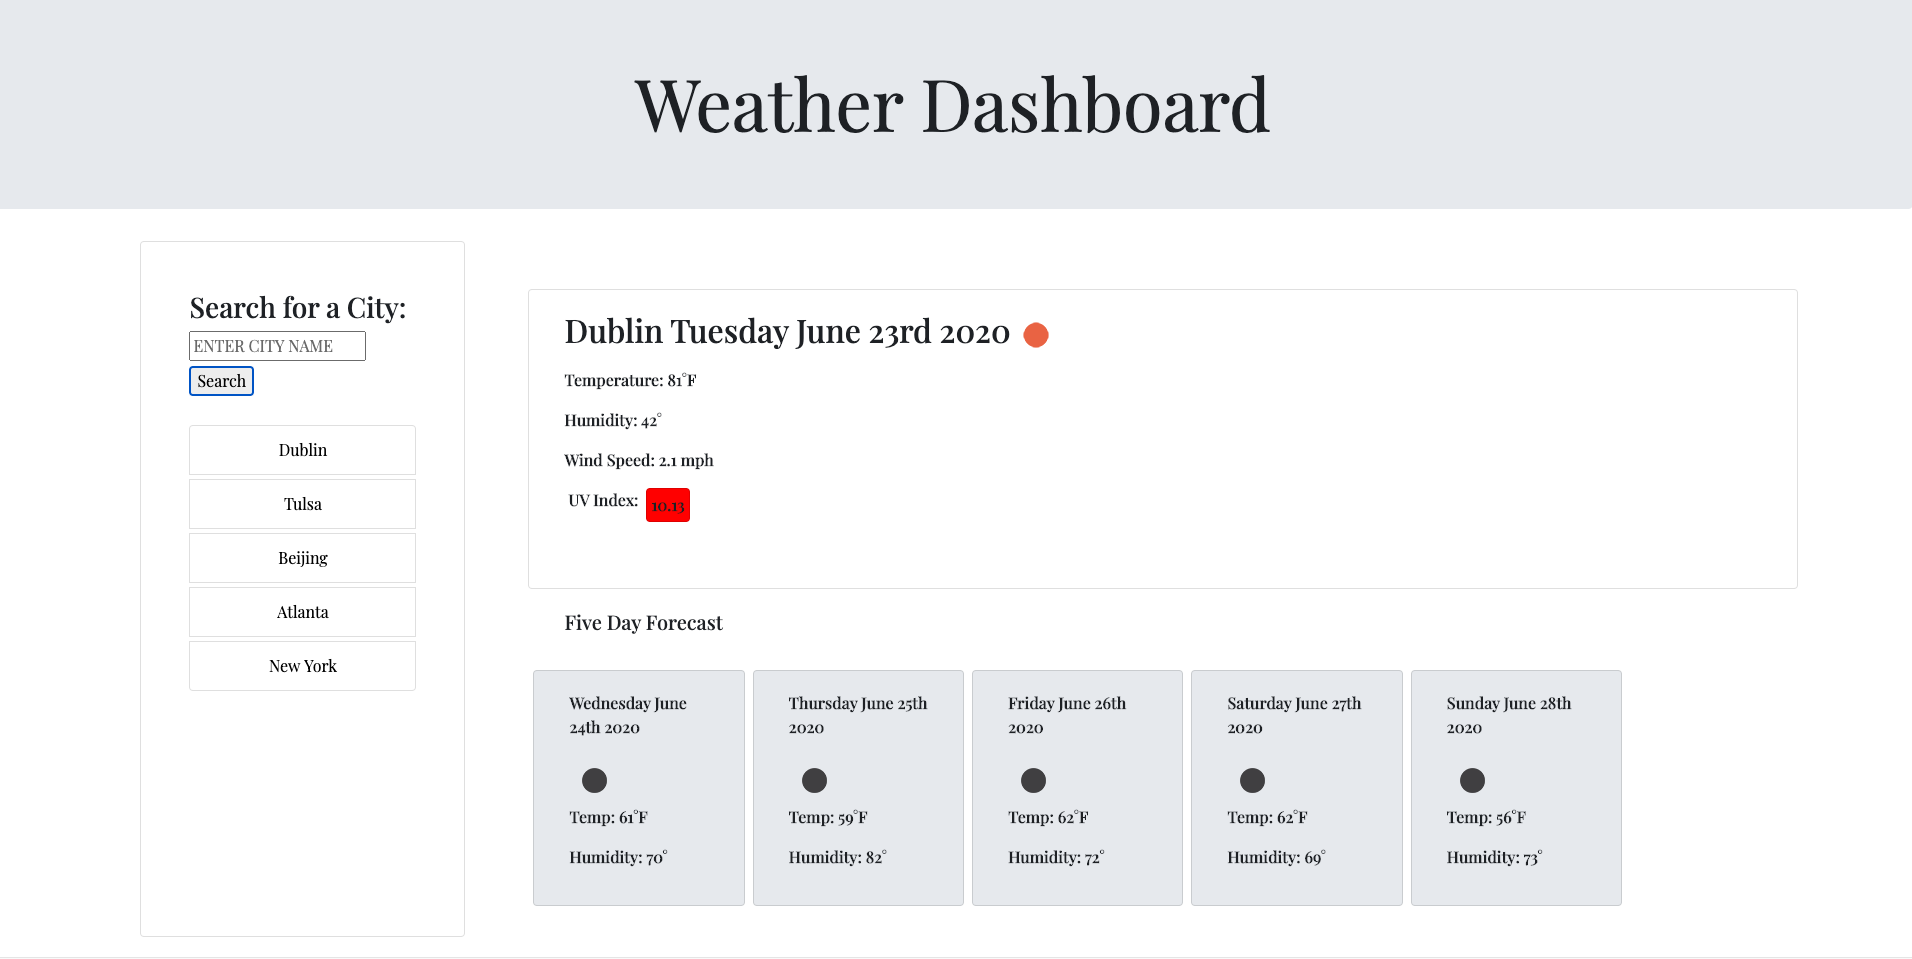 Weather Dashboard
Search for a City:
ENTER CITY NAME
Search
Dublin
Tulsa
Beijing
Atlanta
New York
Dublin Tuesday June 23rd 2020
Temperature: 81°F
Humidity: 42°
Wind Speed: 2.1 mph
UV Index: 10.13
Five Day Forecast
Wednesday June
24th 2020
Temp: 61°F
Humidity: 70°
Thursday June 25th
2020
Temp: 59°F
Humidity: 82°
Friday June 26th
2020
Temp: 62°F
Humidity: 72°
Saturday June 27th
2020
Temp: 62°F
Humidity: 69°
Sunday June 28th
2020
Temp: 56°F
Humidity: 73°